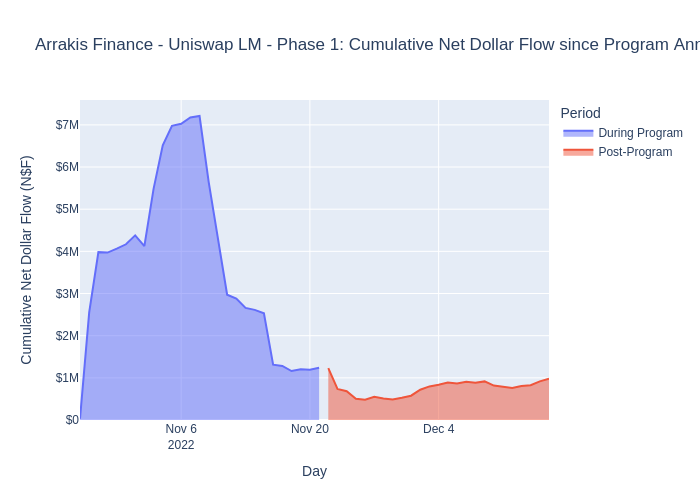 Arrakis Finance - Uniswap LM - Phase 1: Cumulative Net Dollar Flow since Program
Period
During Program
Post-Program
Cumulative Net Dollar Flow (N$F)
$7M
$6M
$5M
$4M
$3M
$2M
$1M
$0
Nov 6
2022
Nov 20
Dec 4
Day